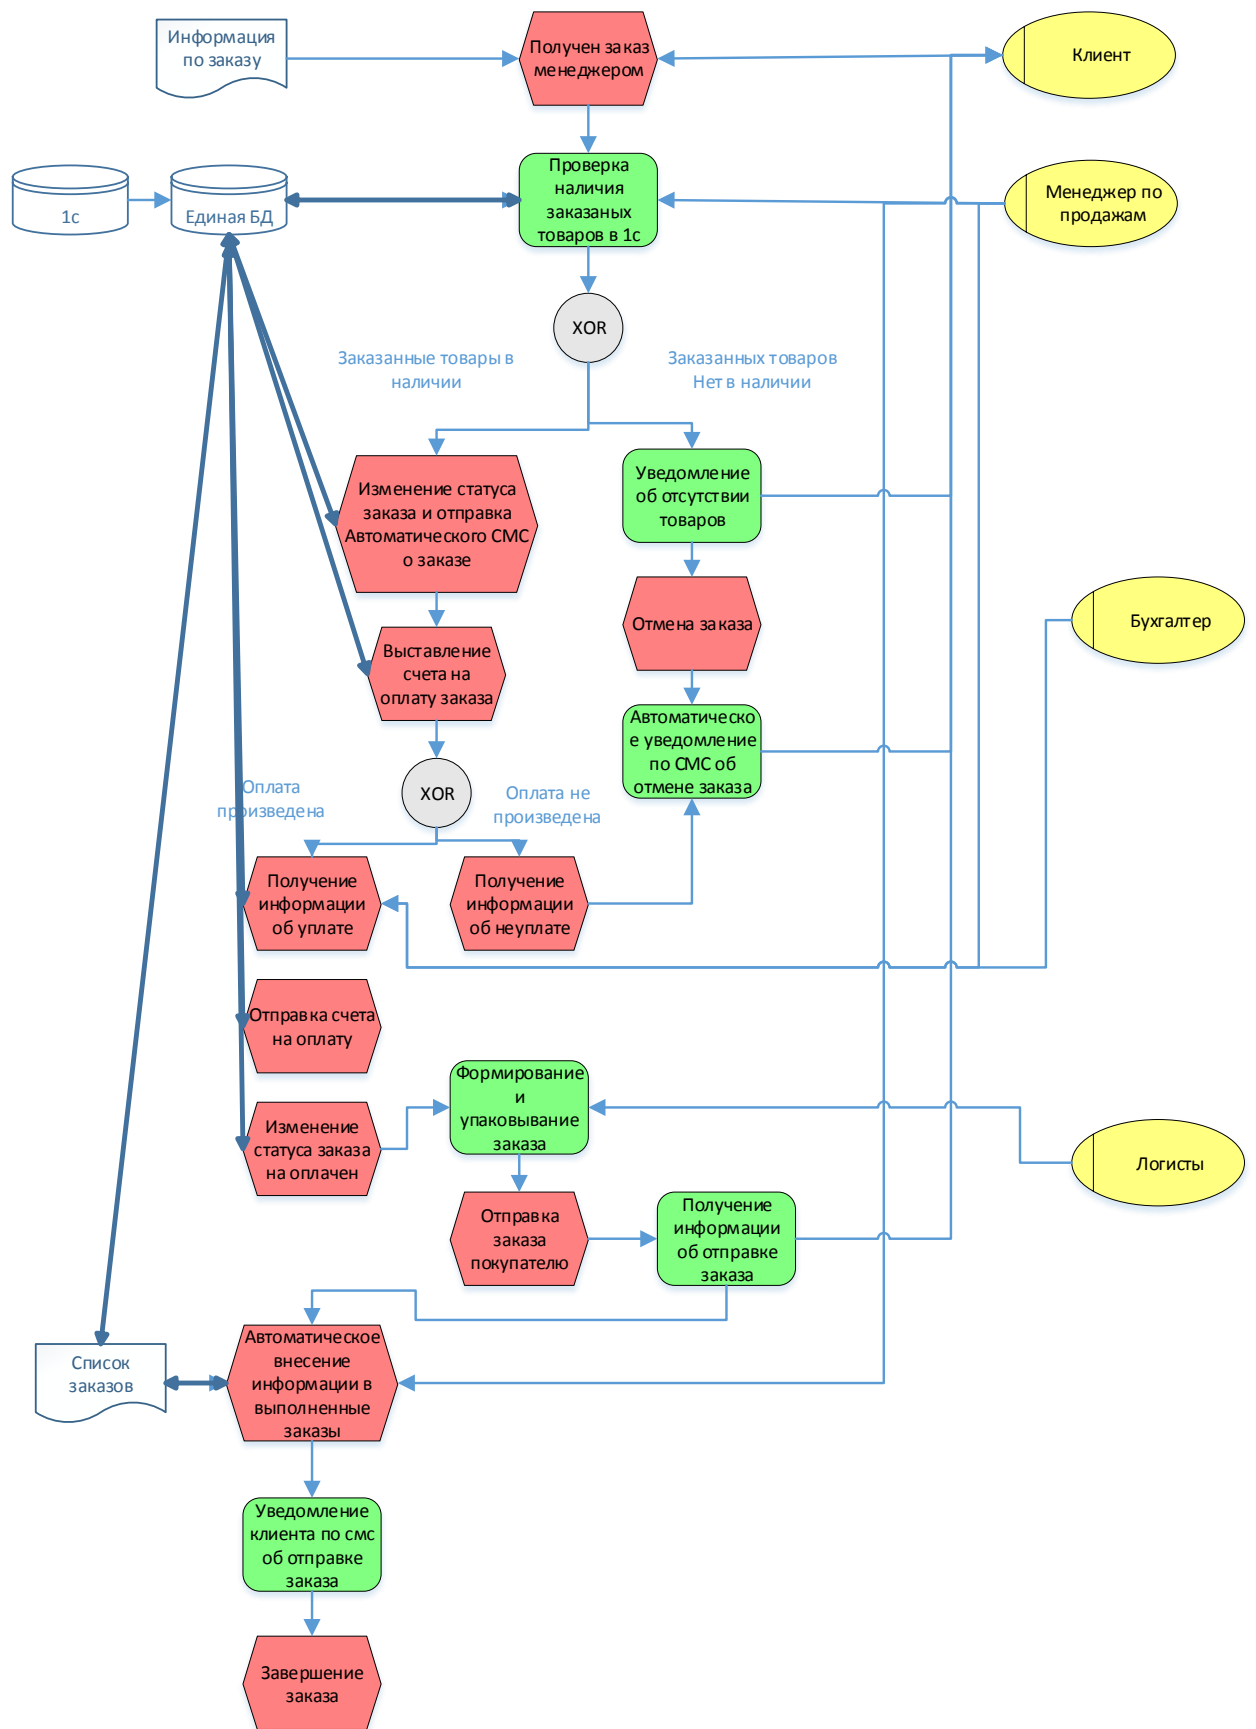 Информация
по заказу
Получен заказ
менеджером
Клиент
1с
Единая БД
Проверка
наличия
заказаных
товаров в 1с
Менеджер по
продажам
XOR
Заказанные товары в
наличии
Заказанных товаров
Нет в наличии
Изменение статуса
заказа и отправка
Автоматического СМС
о заказе
Уведомление
об отсутствии
товаров
Отмена заказа
Бухгалтер
Выставление
счета на
оплату заказа
Автоматическо
е уведомление
по СМС об
отмене заказа
XOR
Оплата
произведена
Оплата не
произведена
Получение
информации
об уплате
Получение
информации
об неуплате
Отправка счета
на оплату
Формирование
и
упаковывание
заказа
Изменение
статуса заказа
на оплачен
Логисты
Отправка
заказа
покупателю
Получение
информации
об отправке
заказа
Список
заказов
Автоматическое
внесение
информации в
выполненные
заказы
Уведомление
клиента по смс
об отправке
заказа
Завершение
заказа